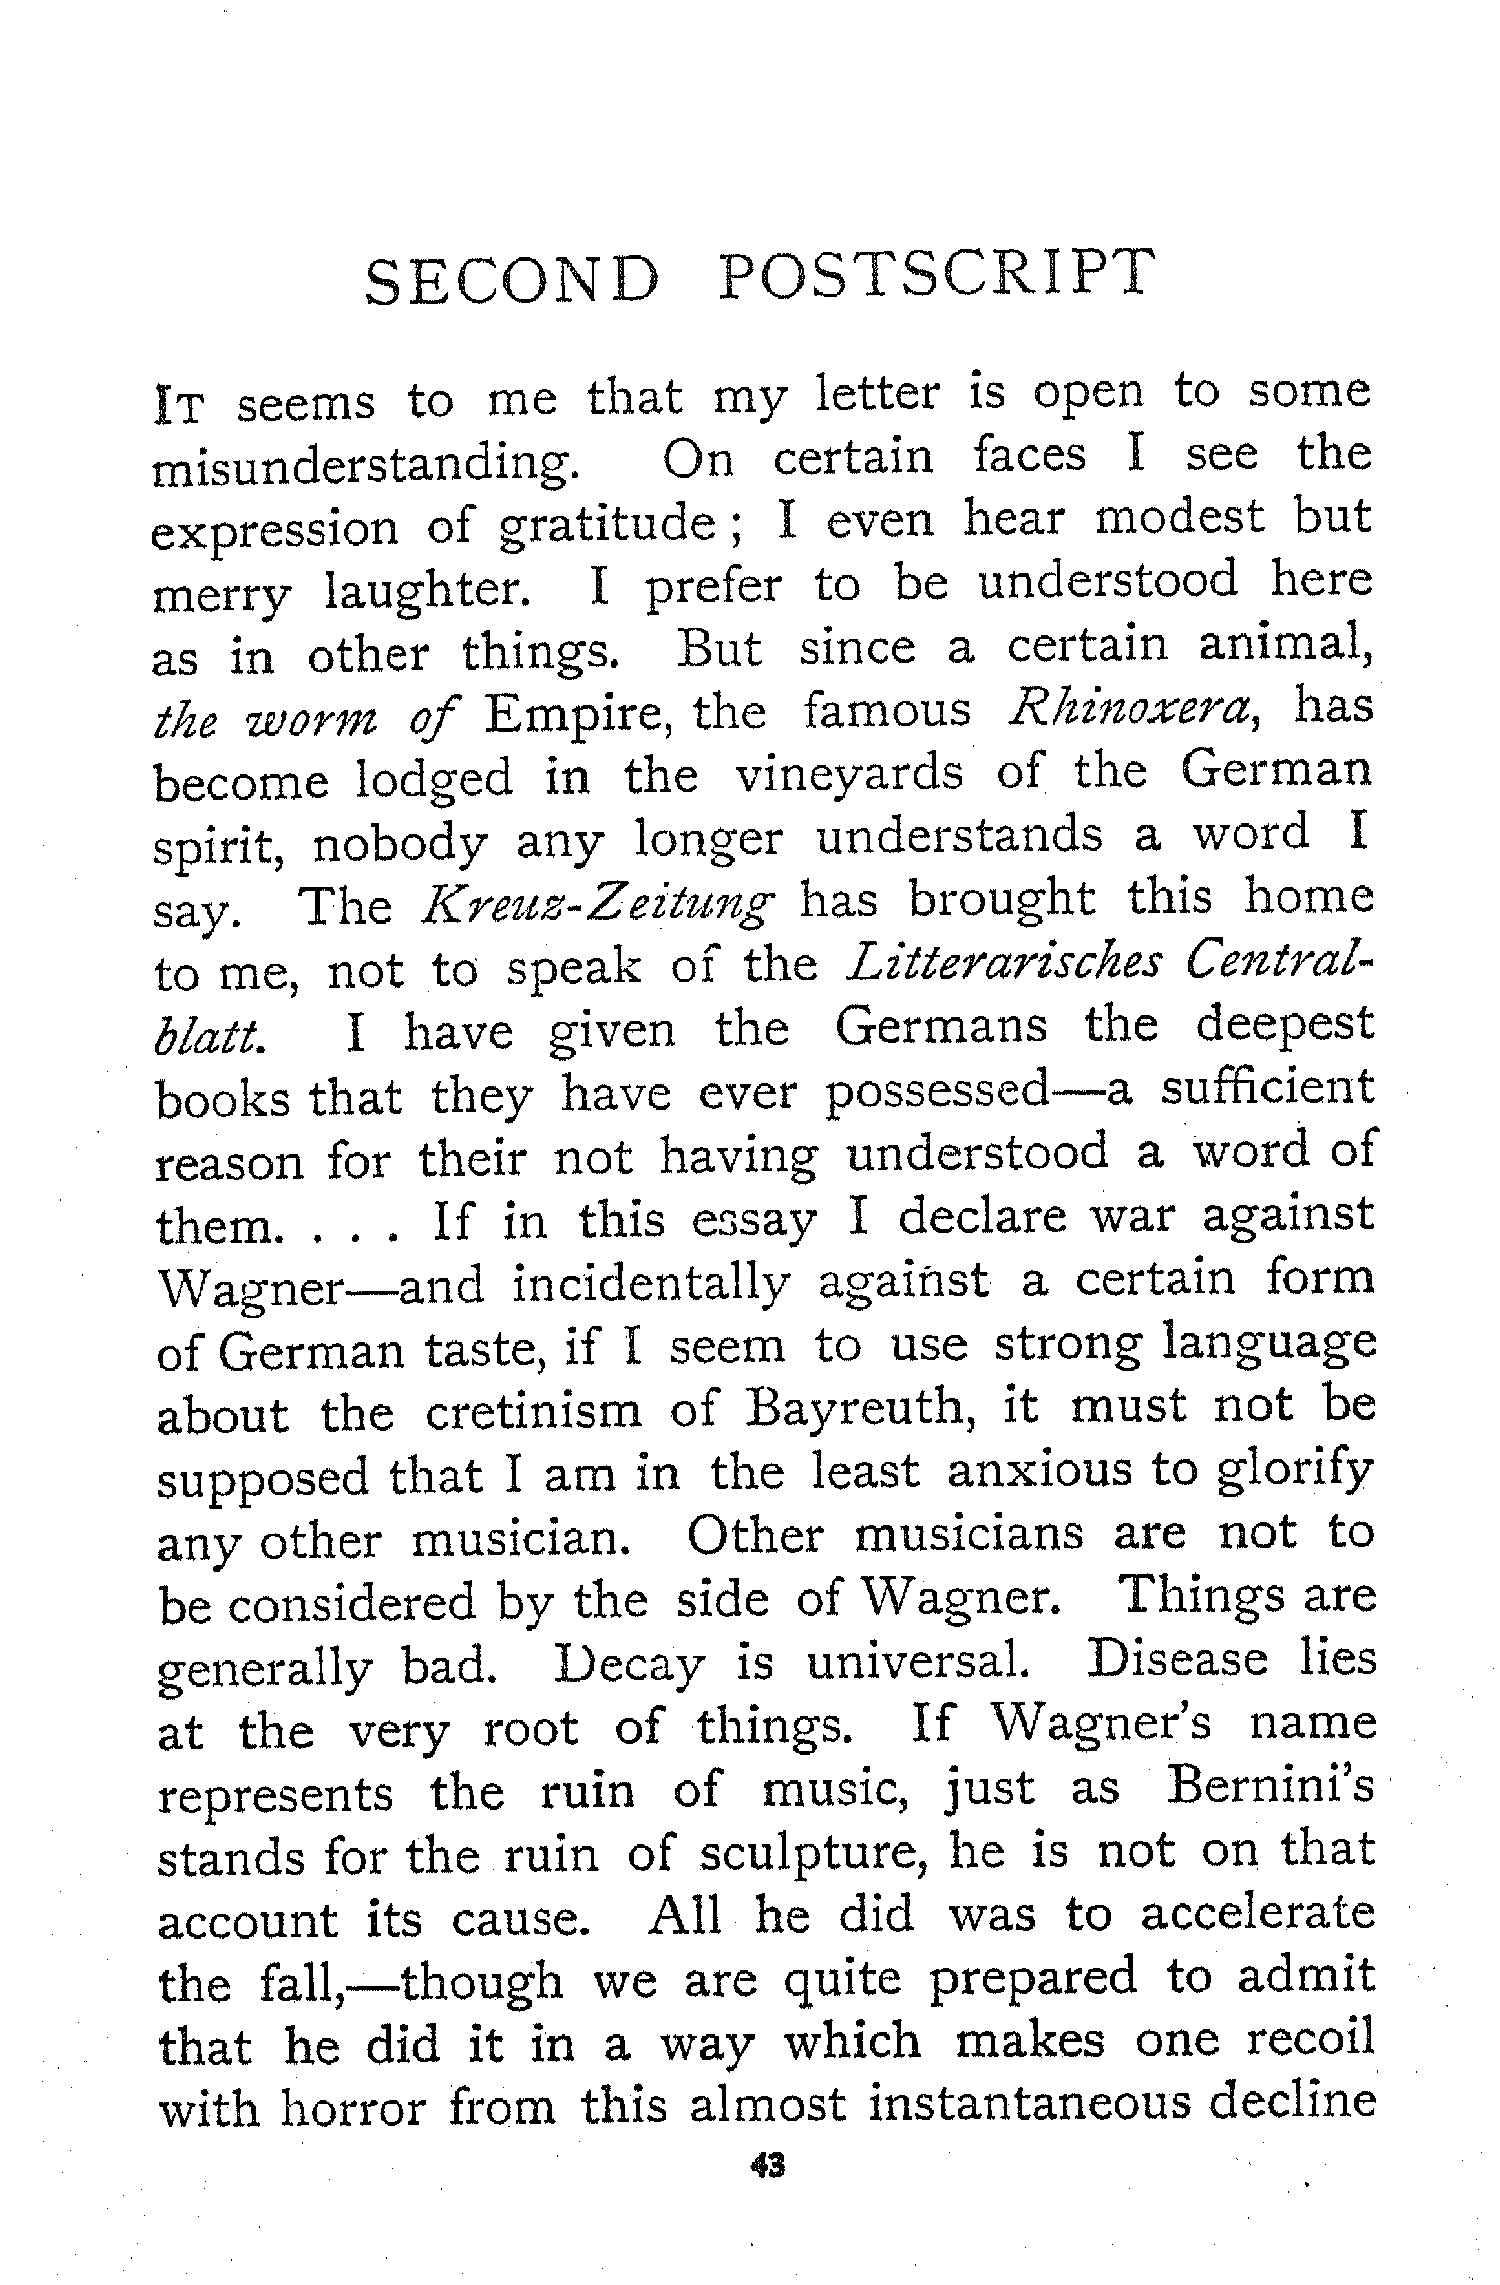 SECOND POSTSCRIPT
IT seems to me that my letter is open to some
misunderstanding. On certain faces I see the
expression of gratitude ; I even hear modest but
merry laughter. I prefer to be understood here
as in other things. But since a certain animal,
the worm of Empire, the famous Rhinoxera, has
become lodged in the vineyards of the German
spirit, nobody any longer understands a word I
say. The Kreuz-Zeitung has brought this home
to me, not to speak of the Litterarisches Central-
blatt. I have given the Germans the deepest
books that they have ever possessed—a sufficient
reason for their not having understood a word of
them. . . . If in this essay I declare war against
Wagner—and incidentally against a certain form
of German taste, if I seem to use strong language
about the cretinism of Bayreuth, it must not be
supposed that I am in the least anxious to glorify
any other musician. Other musicians are not to
be considered by the side of Wagner. Things are
generally bad. Decay is universal. Disease lies
at the very root of things. If Wagner's name
represents the ruin of music, just as Bernini's
stands for the ruin of sculpture, he is not on that
account its cause. All he did was to accelerate
the fall,—though we are quite prepared to admit
that he did it in a way which makes one recoil
with horror from this almost instantaneous decline
43